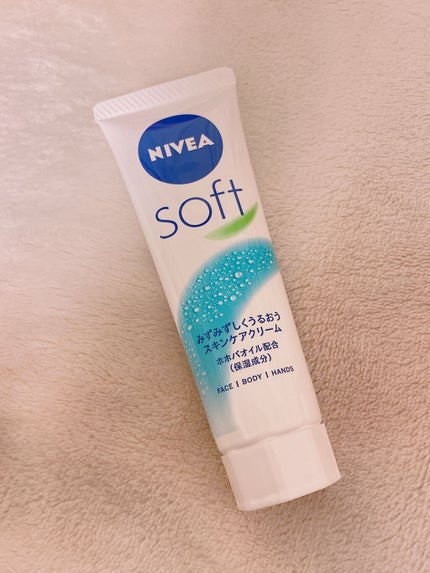 NIVEA
soft
みずみずしくうるおう
スキンケアクリーム
ホホバオイル配合
(保湿成分)
FACE | BODY | HANDS